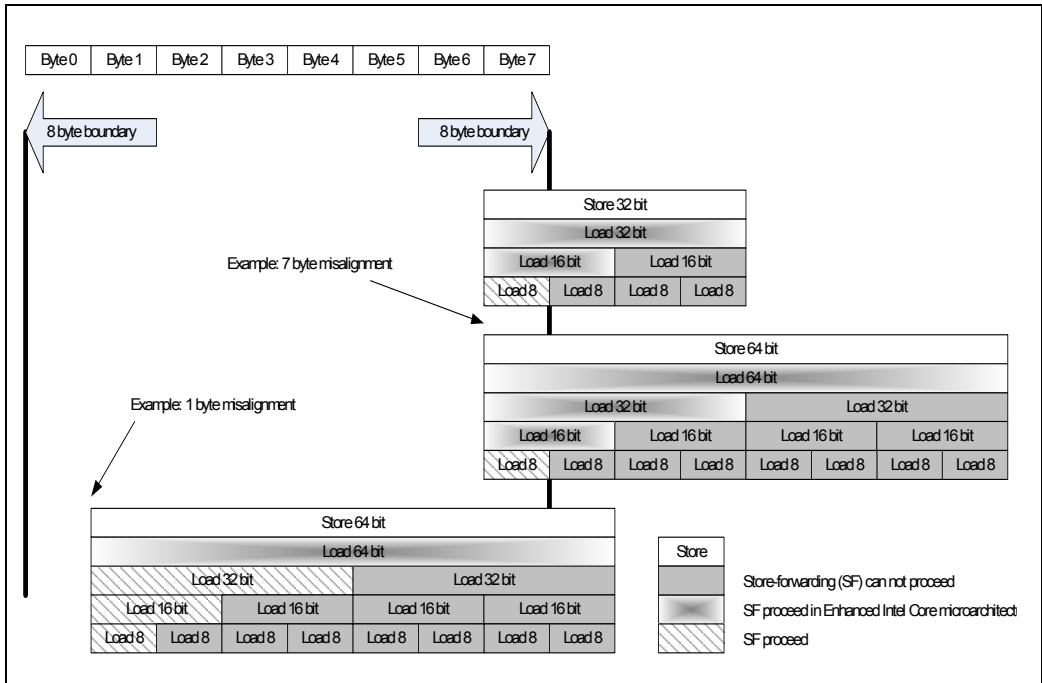 Byte 0 Byte 1 Byte 2 Byte 3 Byte 4 Byte 5 Byte 6 Byte 7
8 byte boundary 8 byte boundary
Store 32 bit
Load 32 bit
Example: 7 byte misalignment
Load 16 bit Load 16 bit
Load 8 Load 8 Load 8 Load 8
Store 64 bit
Load 64 bit
Example: 1 byte misalignment
Load 32 bit Load 32 bit
Load 16 bit Load 16 bit Load 16 bit Load 16 bit
Load 8 Load 8 Load 8 Load 8 Load 8 Load 8 Load 8 Load 8
Store 64 bit
Load 64 bit
Load 32 bit Load 32 bit
Load 16 bit Load 16 bit Load 16 bit Load 16 bit
Load 8 Load 8 Load 8 Load 8 Load 8 Load 8 Load 8 Load 8
Store
Store-forwarding (SF) can not proceed
SF proceed in Enhanced Intel Core microarchitect
SF proceed